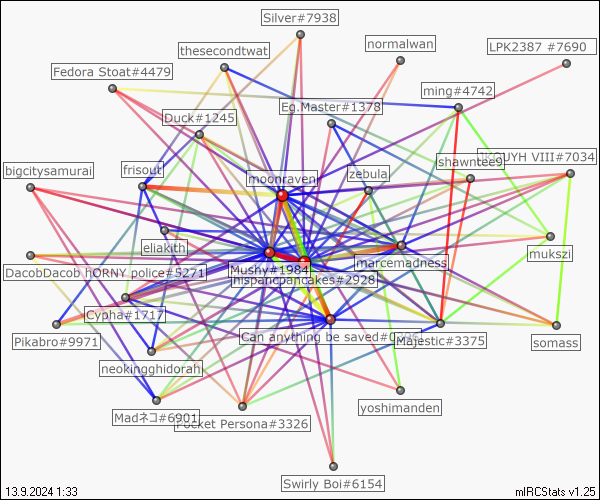 Silver#7938
thesecondtwat
normalwan
LPK2387 #7690
Fedora Stoat#4479
ming#4742
Eg.Master#1378
Duck#1245
shawntee9
UYH VIII#7034
bigcitysamurai
frisout
moonraven
zebula
eliakith
mukszi
DacobDacob hORNY police#5271
Mushy#1984
marcemadness
hispanicpancakes#2928
Cypha#1717
Pikabro#9971
Can anything be saved#0
Majestic#3375
somass
neokingghidorah
Madネコ#6901
Pocket Persona#3326
yoshimanden
Swirly Boi#6154
13.9.2024 1:33
mIRCStats v1.25